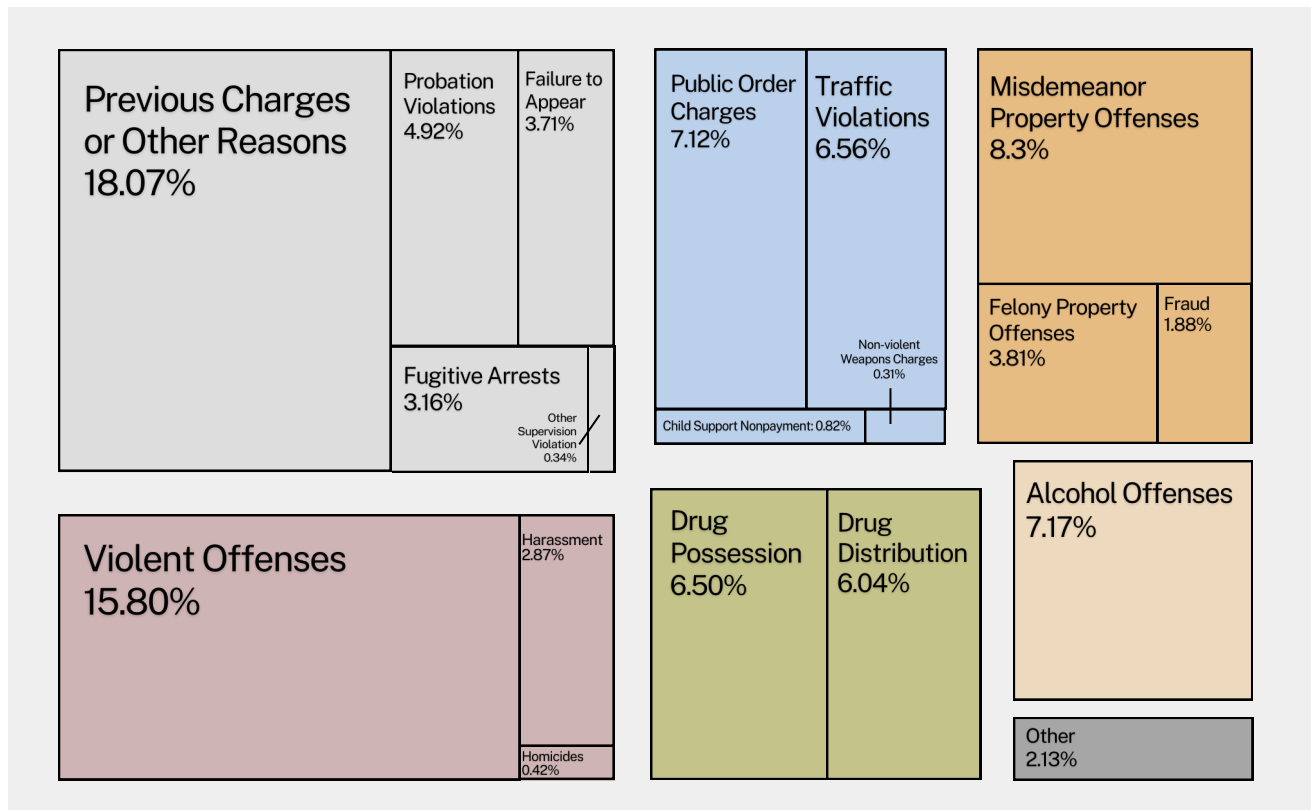 Previous Charges
or Other Reasons
18.07%
Probation
Violations
4.92%
Failure to
Appear
3.71%
Fugitive Arrests
3.16%
Other
Supervision
Violation
0.34%
Public Order
Charges
7.12%
Traffic
Violations
6.56%
Non-violent
Weapons Charges
0.31%
Child Support Nonpayment: 0.82%
Misdemeanor
Property Offenses
8.3%
Felony Property
Offenses
3.81%
Fraud
1.88%
Violent Offenses
15.80%
Harassment
2.87%
Homicides
0.42%
Drug
Possession
6.50%
Drug
Distribution
6.04%
Alcohol Offenses
7.17%
Other
2.13%